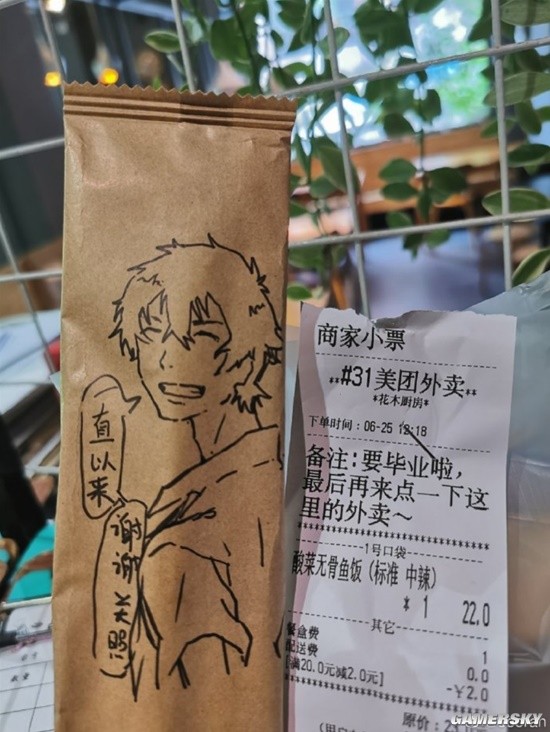 直以来
谢谢关照
商家小票
**#31美团外卖**
*花木厨房*
下单时间：06-25
备注：要毕业啦，
最后再来点一下这
里的外卖～
1号口袋
酸菜无骨鱼饭（标准 中辣）
* 1 22.0
其它
餐盒费 1
配送费 0.0
[满20.0元减2.0元] -￥2.0
原价：
GAMERSKY